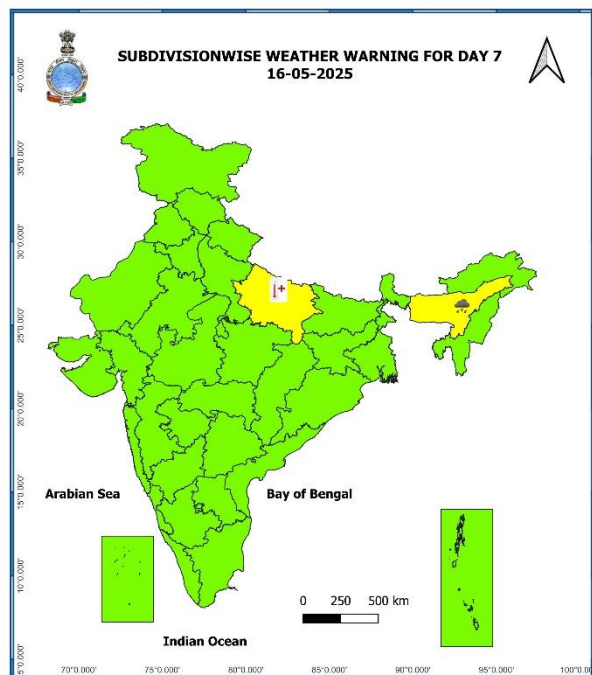 SUBDIVISIONWISE WEATHER WARNING FOR DAY 7
16-05-2025
40°0.000'
35°0.000'
30°0.000'
25°0.000'
20°0.000'
15°0.000'
10°0.000'
5°0.000'
Arabian Sea
Bay of Bengal
0 250 500 km
Indian Ocean
70°0.000' 75°0.000' 80°0.000' 85°0.000' 90°0.000' 95°0.000' 100°0.0